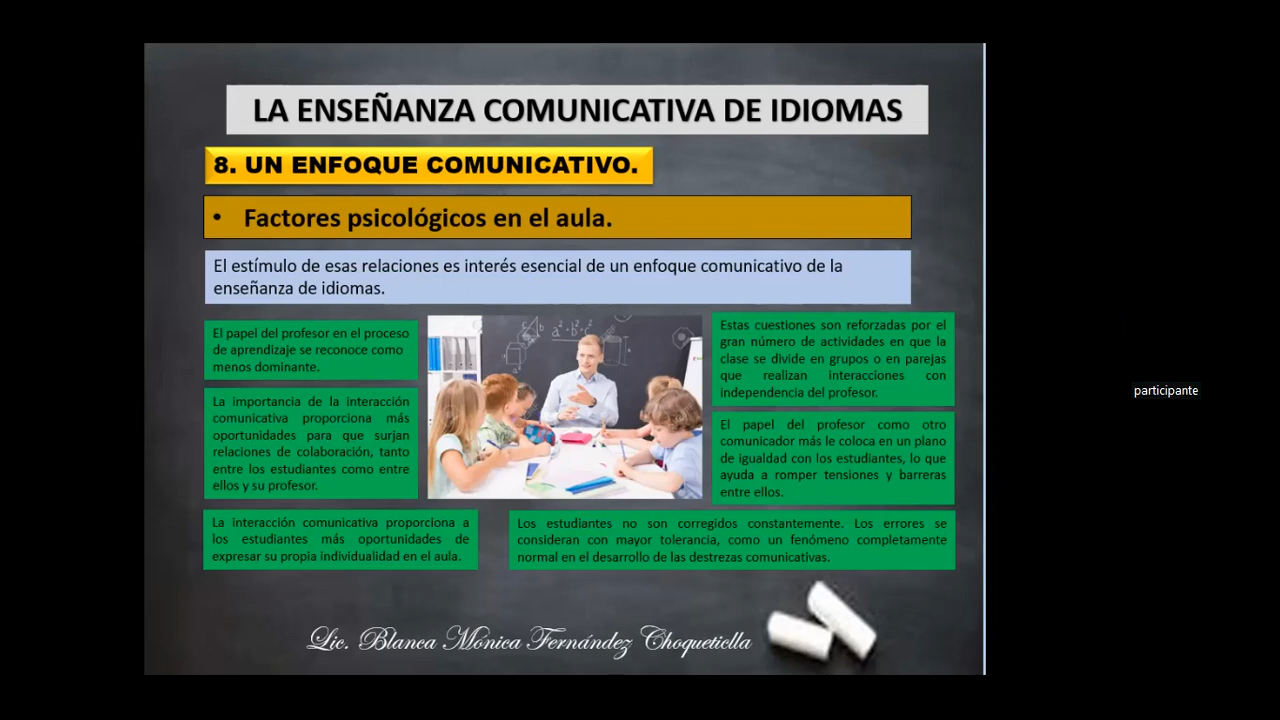 LA ENSEÑANZA COMUNICATIVA DE IDIOMAS
8. UN ENFOQUE COMUNICATIVO.
• Factores psicológicos en el aula.
El estímulo de esas relaciones es interés esencial de un enfoque comunicativo de la
enseñanza de idiomas.
El papel del profesor en el proceso
de aprendizaje se reconoce como
menos dominante.
La importancia de la interacción
comunicativa proporciona más
oportunidades para que surjan
relaciones de colaboración, tanto
entre los estudiantes como entre
ellos y su profesor.
La interacción comunicativa proporciona a
los estudiantes más oportunidades de
expresar su propia individualidad en el aula.
a²+b²=c²
Estas cuestiones son reforzadas por el
gran número de actividades en que la
clase se divide en grupos o en parejas
que realizan interacciones con
independencia del profesor.
El papel del profesor como otro
comunicador más le coloca en un plano
de igualdad con los estudiantes, lo que
ayuda a romper tensiones y barreras
entre ellos.
Los estudiantes no son corregidos constantemente. Los errores se
consideran con mayor tolerancia, como un fenómeno completamente
normal en el desarrollo de las destrezas comunicativas.
Lic. Blanca Mónica Fernández Choqueticlla
participante